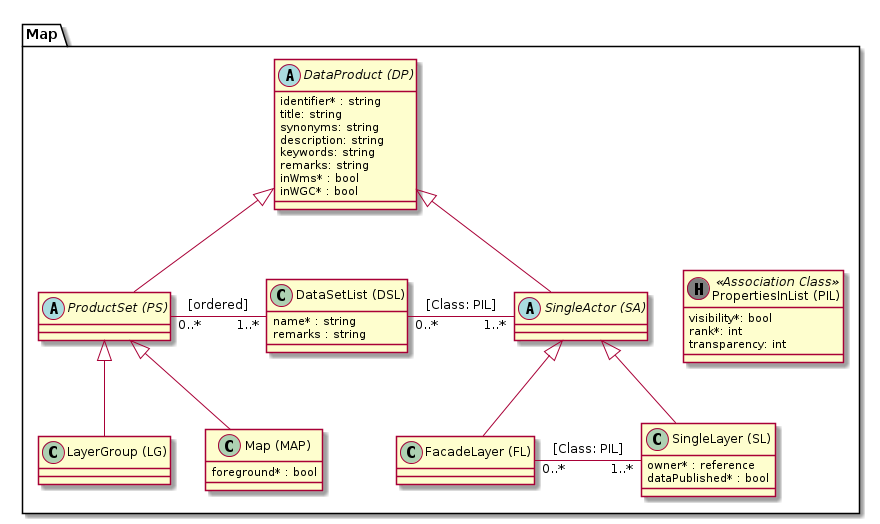 Map
A DataProduct (DP)
identifier* : string
title: string
synonyms: string
description: string
keywords: string
remarks: string
inWms* : bool
inWGC* : bool
A ProductSet (PS)
[ordered]
0..* 1..*
C DataSetList (DSL)
name* : string
remarks : string
[Class: PIL]
0..* 1..*
A SingleActor (SA)
H «Association Class»
PropertiesInList (PIL)
visibility*: bool
rank*: int
transparency: int
C LayerGroup (LG)
C Map (MAP)
foreground* : bool
C FacadeLayer (FL)
[Class: PIL]
0..* 1..*
C SingleLayer (SL)
owner* : reference
dataPublished* : bool